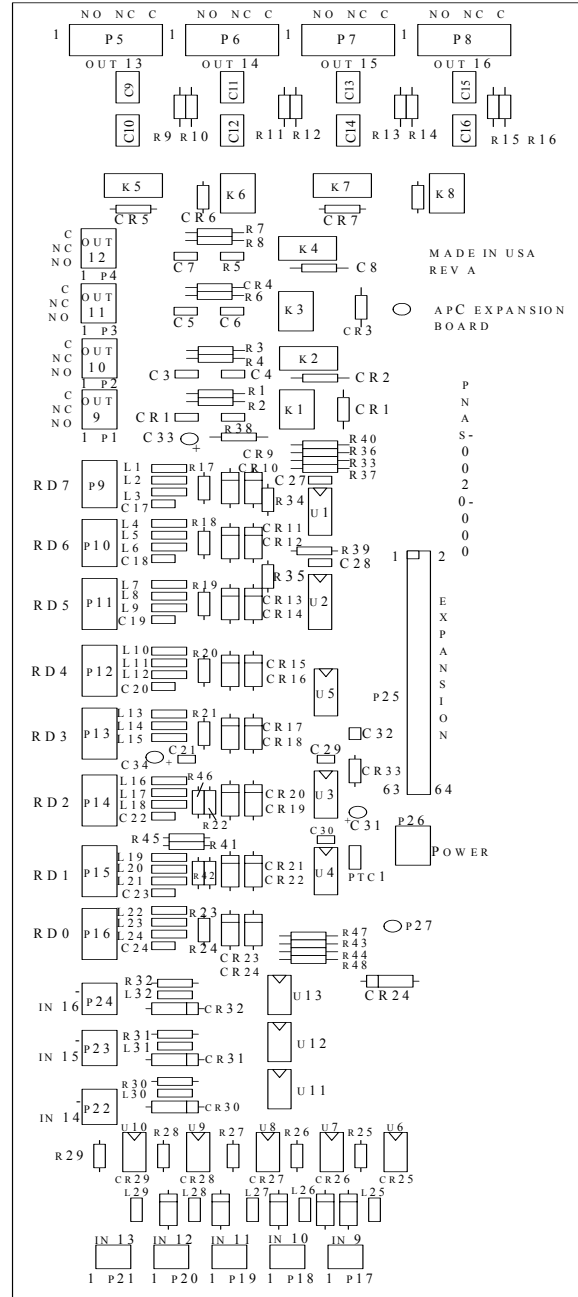 NO NC C NO NC C NO NC C NO NC C
1 P5 1 P6 1 P7 1 P8
OUT 13 OUT 14 OUT 15 OUT 16
C9 C11 C13 C15
C10 R9 R10 C12 R11 R12 C14 R13 R14 C16 R15 R16
K5 K6 K7 K8
CR5 CR6 CR7
C NC NO OUT 12
1 P4
R7
R8
C7 R5
K4
C8
MADE IN USA
REV A
C NC NO OUT 11
1 P3
CR4
R6
C5 C6
K3
CR3
APC EXPANSION
BOARD
C NC NO OUT 10
1 P2
R3
R4
C3 C4
K2
CR2
C NC NO OUT 9
1 P1
R1
R2
CR1
K1
CR1
PNAS-0020-000
C33 +
R38
R40
R36
R33
R37
RD7 P9
L1
L2
L3
C17
R17
CR9
CR10
C27
R34
U1
RD6 P10
L4
L5
L6
C18
R18
CR11
CR12
R39
C28
R35
RD5 P11
L7
L8
L9
C19
R19
CR13
CR14
U2
1 2
EXPANSION
P25
63 64
RD4 P12
L10
L11
L12
C20
R20
CR15
CR16
U5
RD3 P13
L13
L14
L15
R21
CR17
CR18
C32
C34 +
C21
C29
CR33
RD2 P14
L16
L17
L18
C22
R46
R22
CR20
CR19
U3
+ C31
P26
POWER
R45
R41
C30
RD1 P15
L19
L20
L21
C23
R42
CR21
CR22
U4
PTC1
RD0 P16
L22
L23
L24
C24
R23
R24
CR23
CR24
R47
R43
R44
R48
P27
CR24
IN 16 - P24
R32
L32
CR32
U13
IN 15 - P23
R31
L31
CR31
U12
IN 14 - P22
R30
L30
CR30
U11
R29 U10 R28 U9 R27 U8 R26 U7 R25 U6
CR29 CR28 CR27 CR26 CR25
L29 L28 L27 L26 L25
IN 13 IN 12 IN 11 IN 10 IN 9
1 P21 1 P20 1 P19 1 P18 1 P17